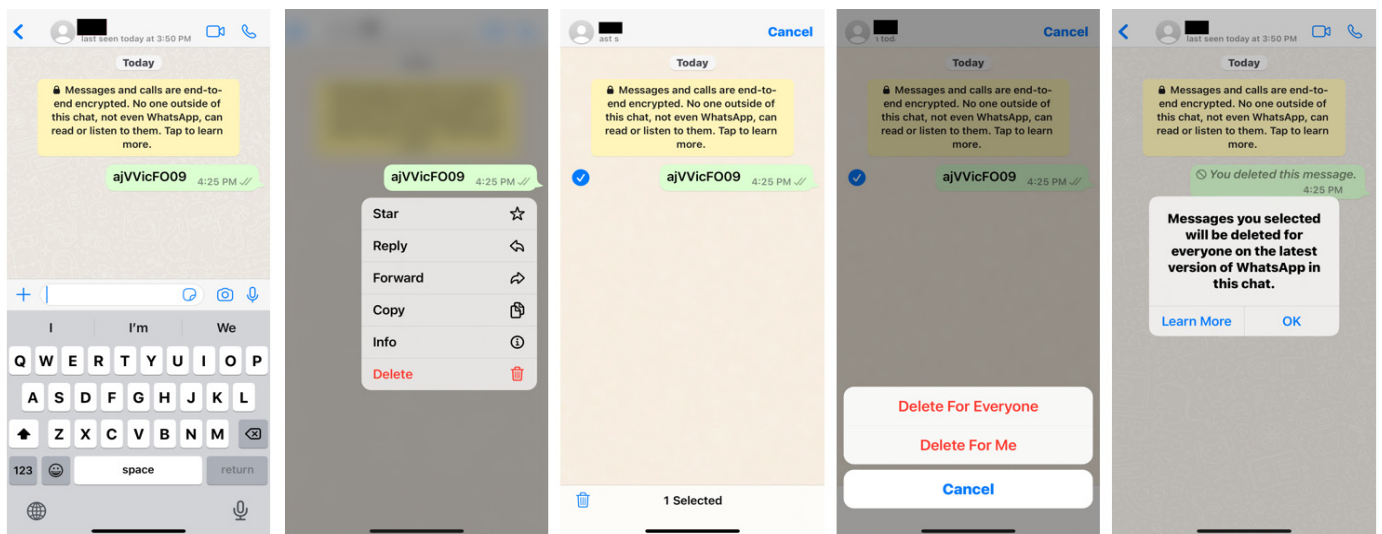 last seen today at 3:50 PM
Today
Messages and calls are end-to-
end encrypted. No one outside of
this chat, not even WhatsApp, can
read or listen to them. Tap to learn
more.
ajVVicFO09 4:25 PM
I I'm We
Q W E R T Y U I O P
A S D F G H J K L
Z X C V B N M
123 space return
ajVVicFO09 4:25 PM
Star
Reply
Forward
Copy
Info
Delete
ast s Cancel
Today
Messages and calls are end-to-
end encrypted. No one outside of
this chat, not even WhatsApp, can
read or listen to them. Tap to learn
more.
ajVVicFO09 4:25 PM
1 Selected
tod Cancel
Today
Messages and calls are end-to-
end encrypted. No one outside of
this chat, not even WhatsApp, can
read or listen to them. Tap to learn
more.
ajVVicFO09 4:25 PM
Delete For Everyone
Delete For Me
Cancel
last seen today at 3:50 PM
Today
Messages and calls are end-to-
end encrypted. No one outside of
this chat, not even WhatsApp, can
read or listen to them. Tap to learn
more.
You deleted this message.
4:25 PM
Messages you selected
will be deleted for
everyone on the latest
version of WhatsApp in
this chat.
Learn More OK